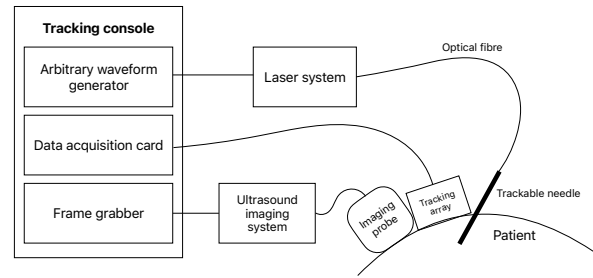 Tracking console
Optical fibre
Arbitrary waveform
generator
Laser system
Data acquisition card
Frame grabber
Ultrasound
imaging
system
Imaging
probe
Tracking
array
Trackable needle
Patient